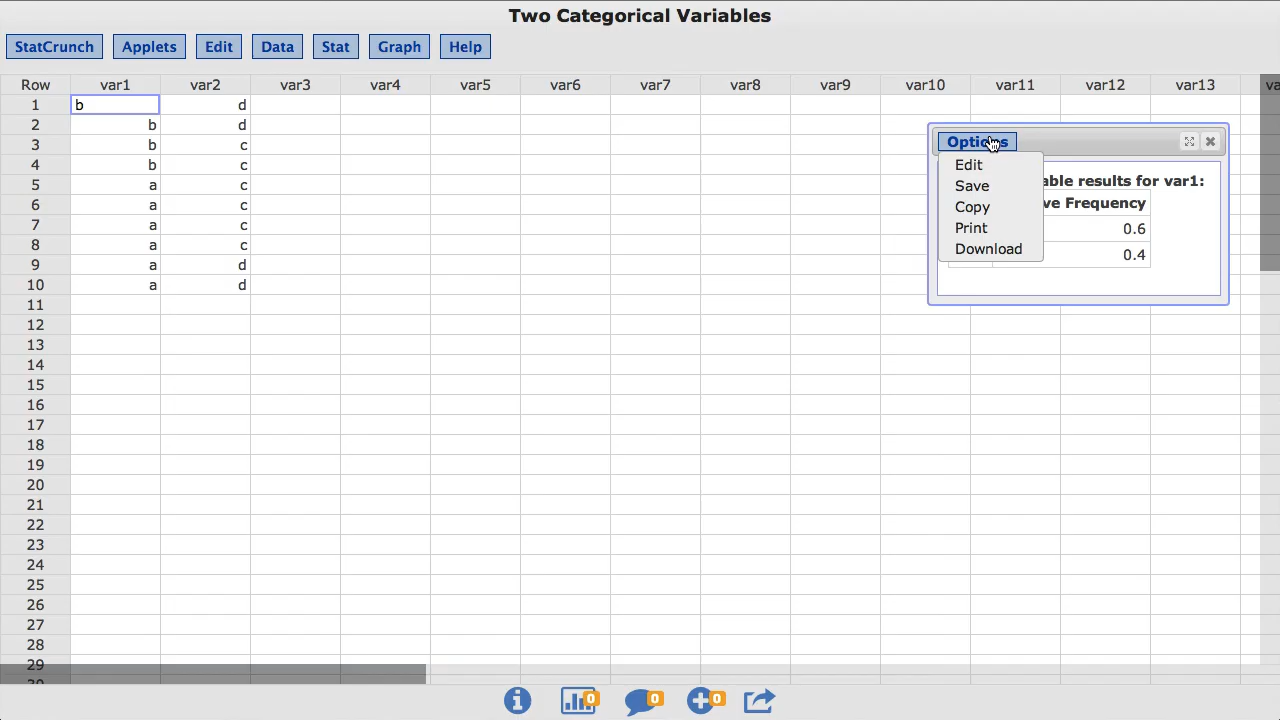 Two Categorical Variables
StatCrunch Applets Edit Data Stat Graph Help
Row var1 var2 var3 var4 var5 var6 var7 var8 var9 var10 var11 var12 var13
1 b d
2 b d
3 b c
4 b c
5 a c
6 a c
7 a c
8 a c
9 a d
10 a d
11
12
13
14
15
16
17
18
19
20
21
22
23
24
25
26
27
28
29
Options
Edit
Save
Copy
Print
Download
able results for var1:
ve Frequency
0.6
0.4
0 0 0